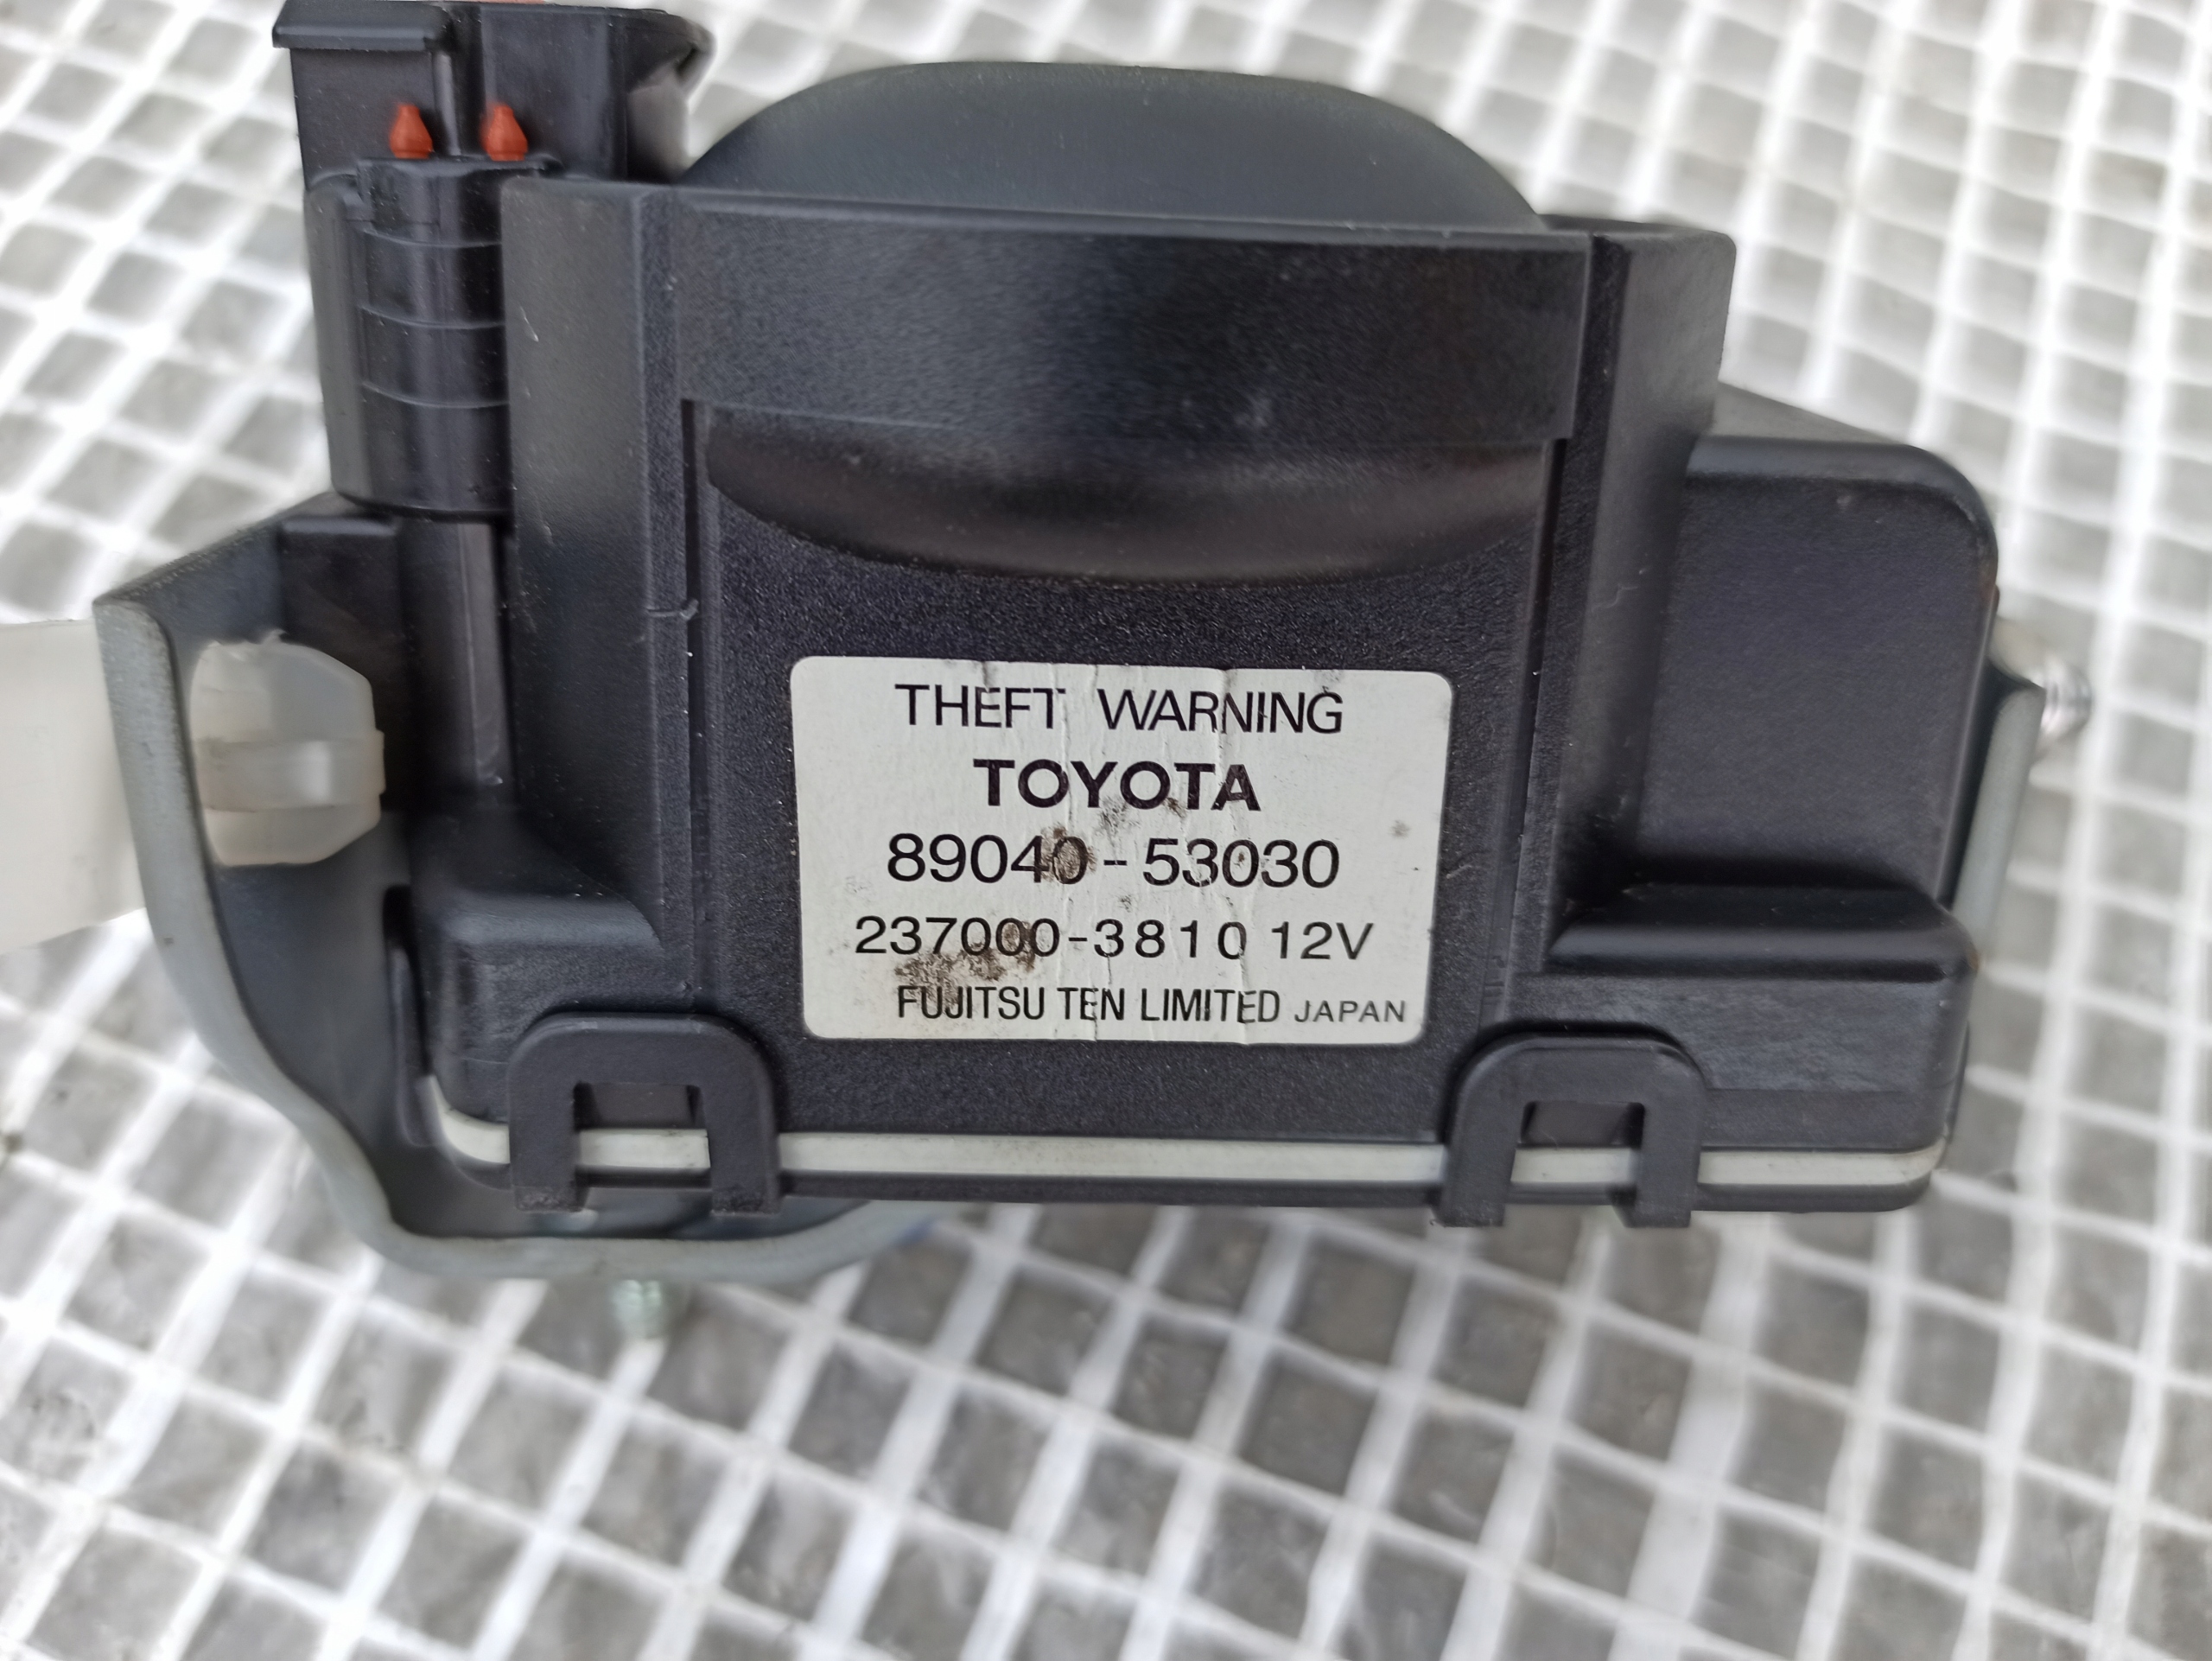 THEFT WARNING
TOYOTA
89040-53030
237000-3810 12V
FUJITSU TEN LIMITED JAPAN